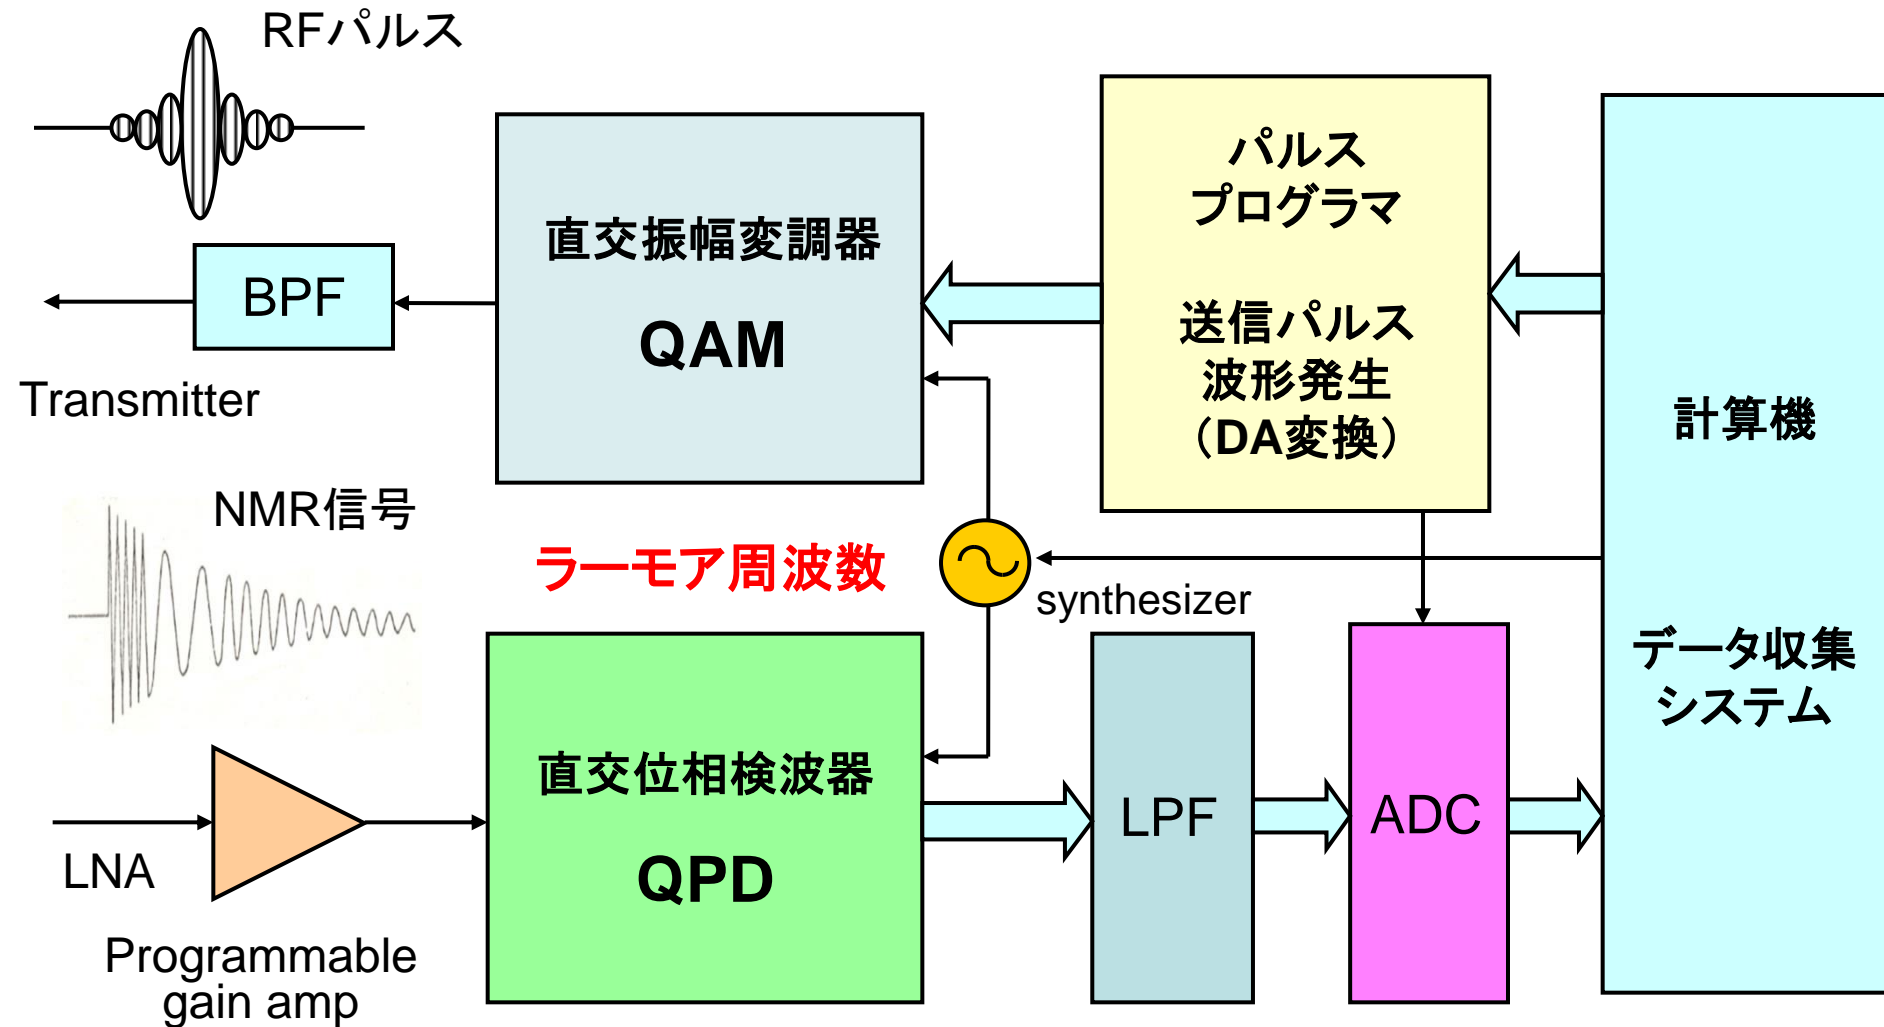 RFパルス
直交振幅変調器
QAM
BPF
Transmitter
パルス
プログラマ
送信パルス
波形発生
（DA変換）
計算機
データ収集
システム
NMR信号
ラーモア周波数
synthesizer
直交位相検波器
QPD
LPF
ADC
LNA
Programmable
gain amp